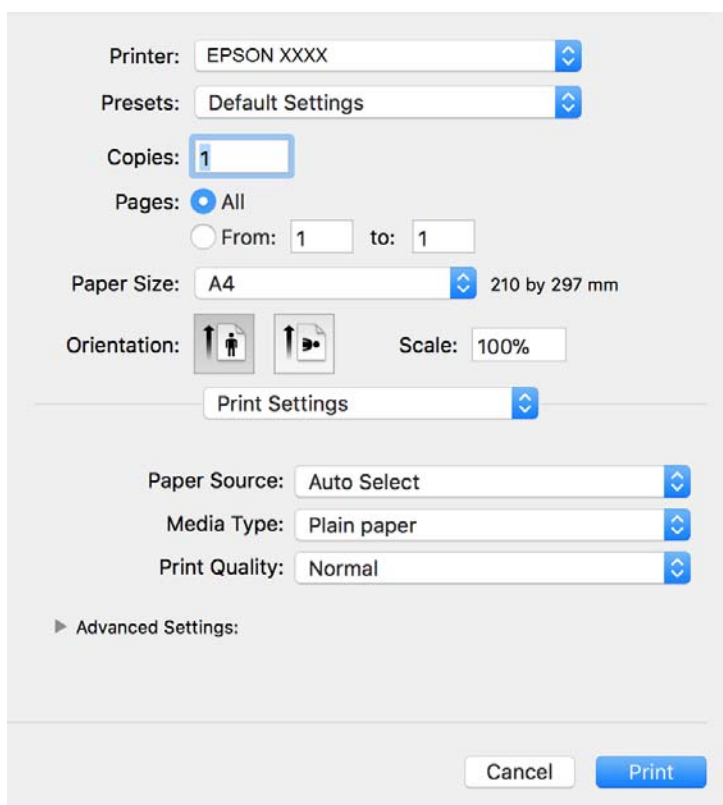 Printer: EPSON XXXX
Presets: Default Settings
Copies: 1
Pages: All
From: 1 to: 1
Paper Size: A4 210 by 297 mm
Orientation: Scale: 100%
Print Settings
Paper Source: Auto Select
Media Type: Plain paper
Print Quality: Normal
Advanced Settings:
Cancel Print